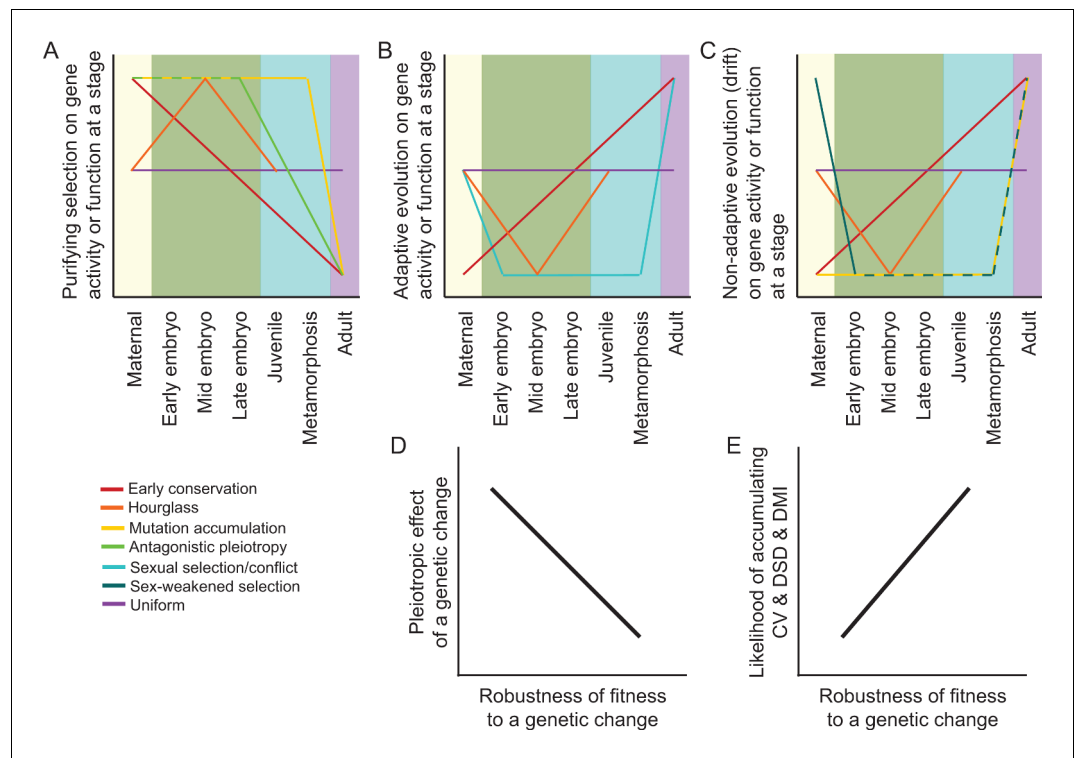 A
Purifying selection on gene
activity or function at a stage
Maternal
Early embryo
Mid embryo
Late embryo
Juvenile
Metamorphosis
Adult
B
Adaptive evolution on gene
activity or function at a stage
Maternal
Early embryo
Mid embryo
Late embryo
Juvenile
Metamorphosis
Adult
C
Non-adaptive evolution (drift)
on gene activity or function
at a stage
Maternal
Early embryo
Mid embryo
Late embryo
Juvenile
Metamorphosis
Adult
Early conservation
Hourglass
Mutation accumulation
Antagonistic pleiotropy
Sexual selection/conflict
Sex-weakened selection
Uniform
D
Pleiotropic effect
of a genetic change
Robustness of fitness
to a genetic change
E
Likelihood of accumulating
CV & DSD & DMI
Robustness of fitness
to a genetic change